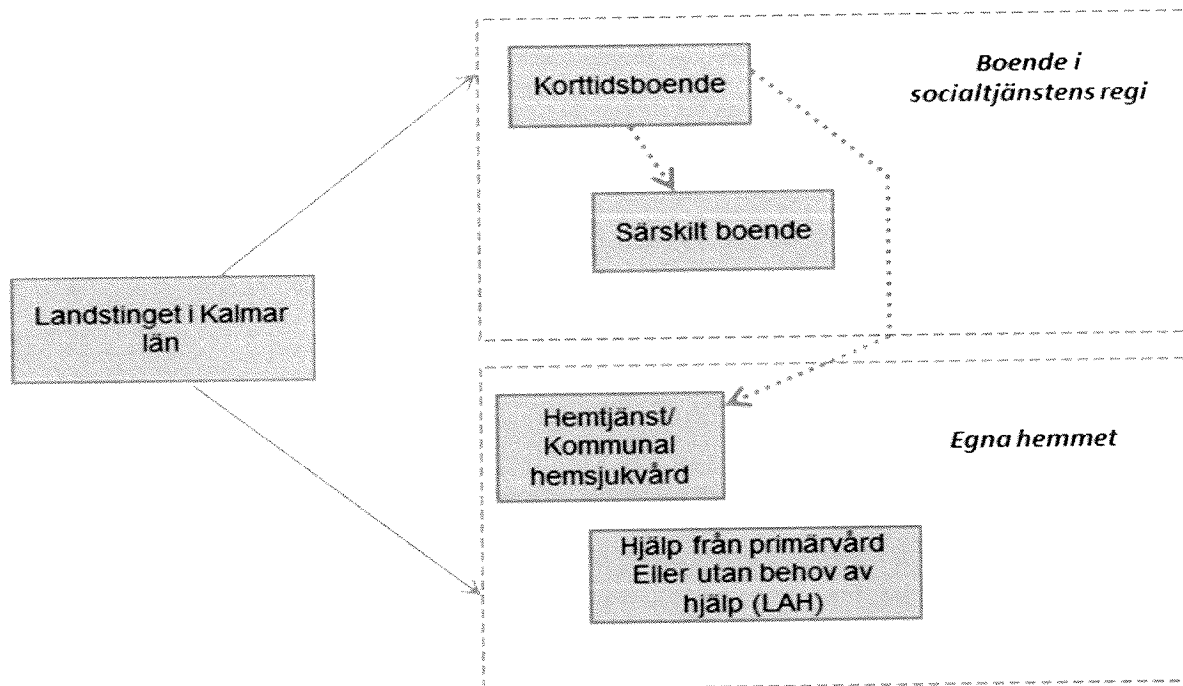 Korttidsboende
Boende i
socialtjänstens regi
Särskilt boende
Landstinget i Kalmar
län
Hemtjänst/
Kommunal
hemsjukvård
Egna hemmet
Hjälp från primärvård
Eller utan behov av
hjälp (LAH)